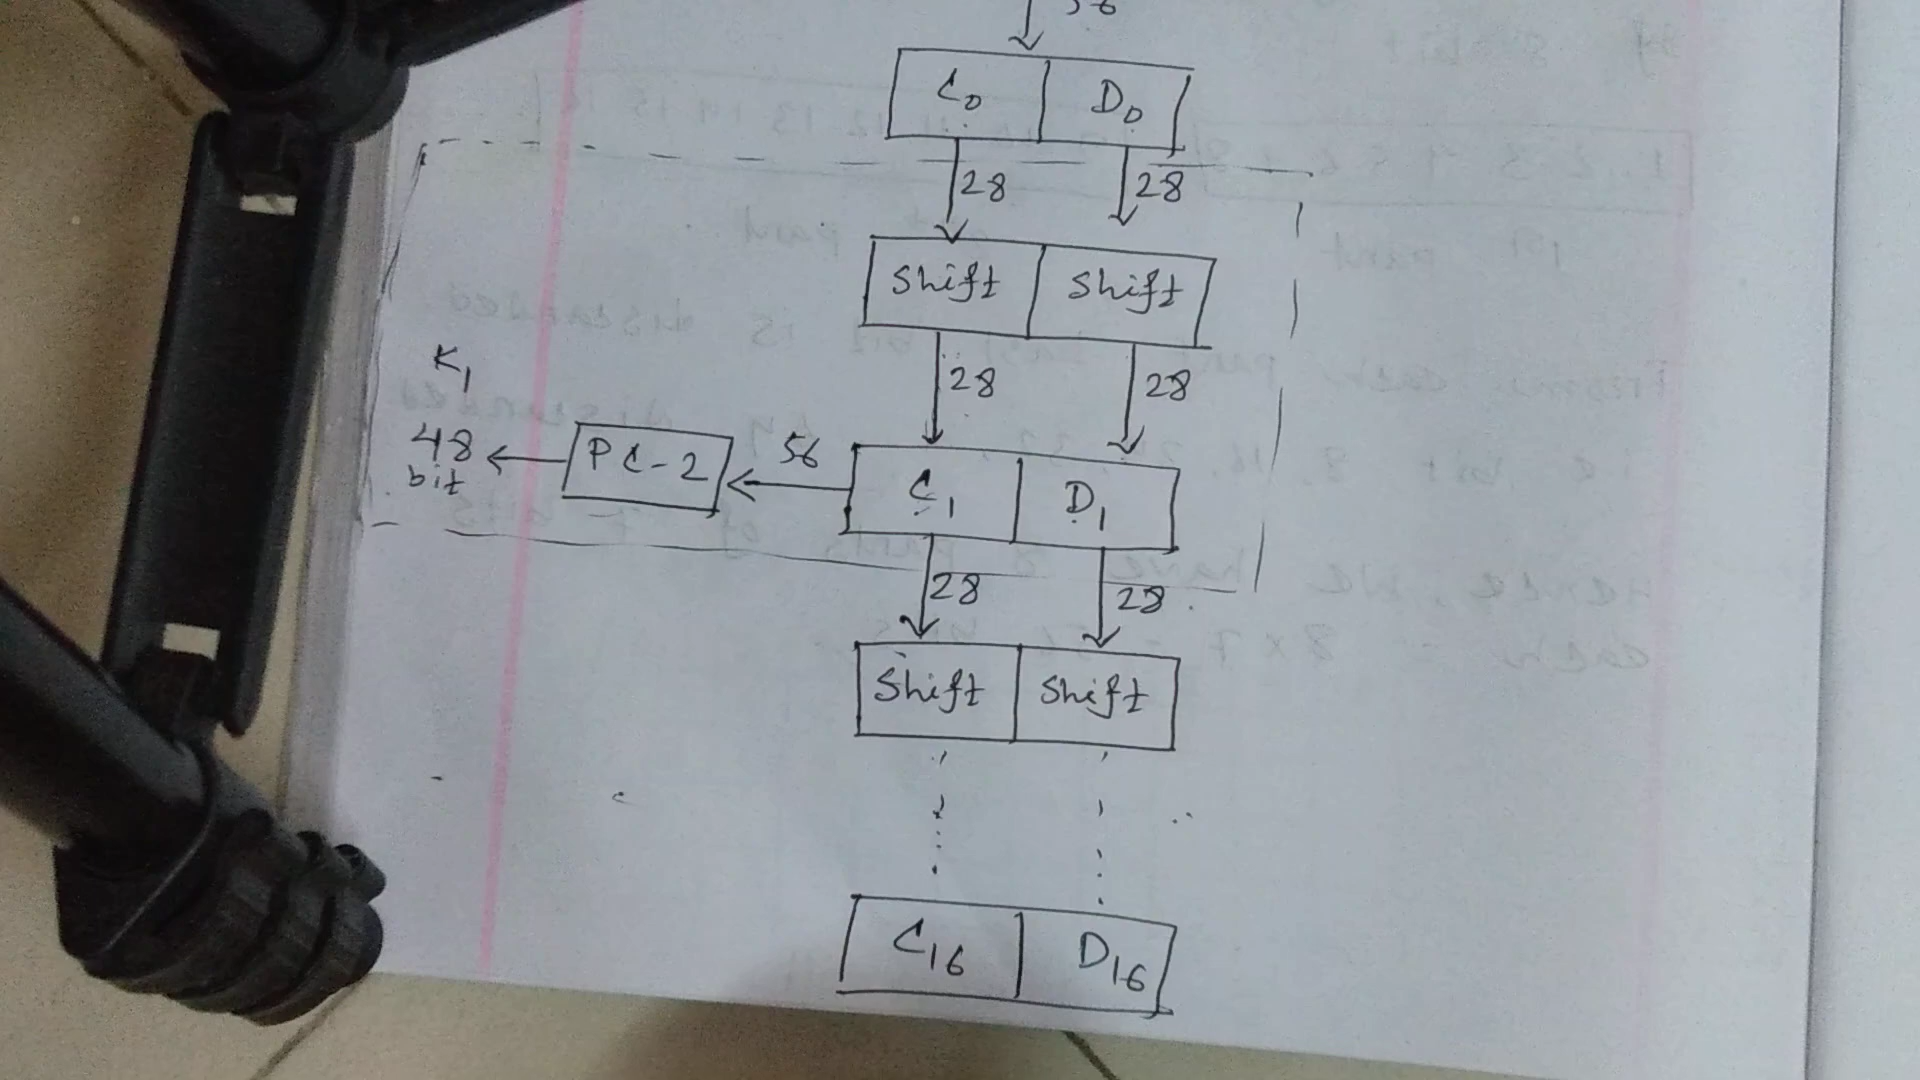 56
C0 D0
28 28
Shift Shift
28 28
K1
48 bit
PC-2
56
C1 D1
28 28
Shift Shift
C16 D16